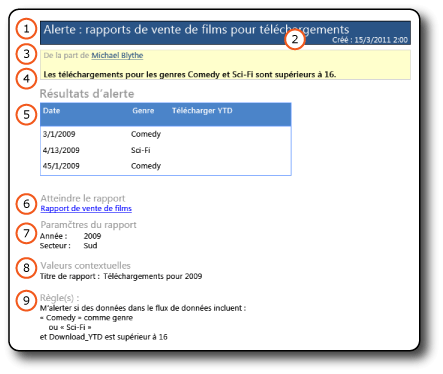 1 Alerte : rapports de vente de films pour téléchargements
2 Créé : 15/3/2011 2:00
3 De la part de Michael Blythe
4 Les téléchargements pour les genres Comedy et Sci-Fi sont supérieurs à 16.
Résultats d'alerte
5 Date Genre Télécharger YTD
3/1/2009 Comedy
4/13/2009 Sci-Fi
45/1/2009 Comedy
6 Atteindre le rapport
Rapport de vente de films
7 Paramčtres du rapport
Année : 2009
Secteur : Sud
8 Valeurs contextuelles
Titre de rapport : Téléchargements pour 2009
9 Règle(s) :
M'alerter si des données dans le flux de données incluent :
« Comedy » comme genre
ou « Sci-Fi »
et Download_YTD est supérieur à 16